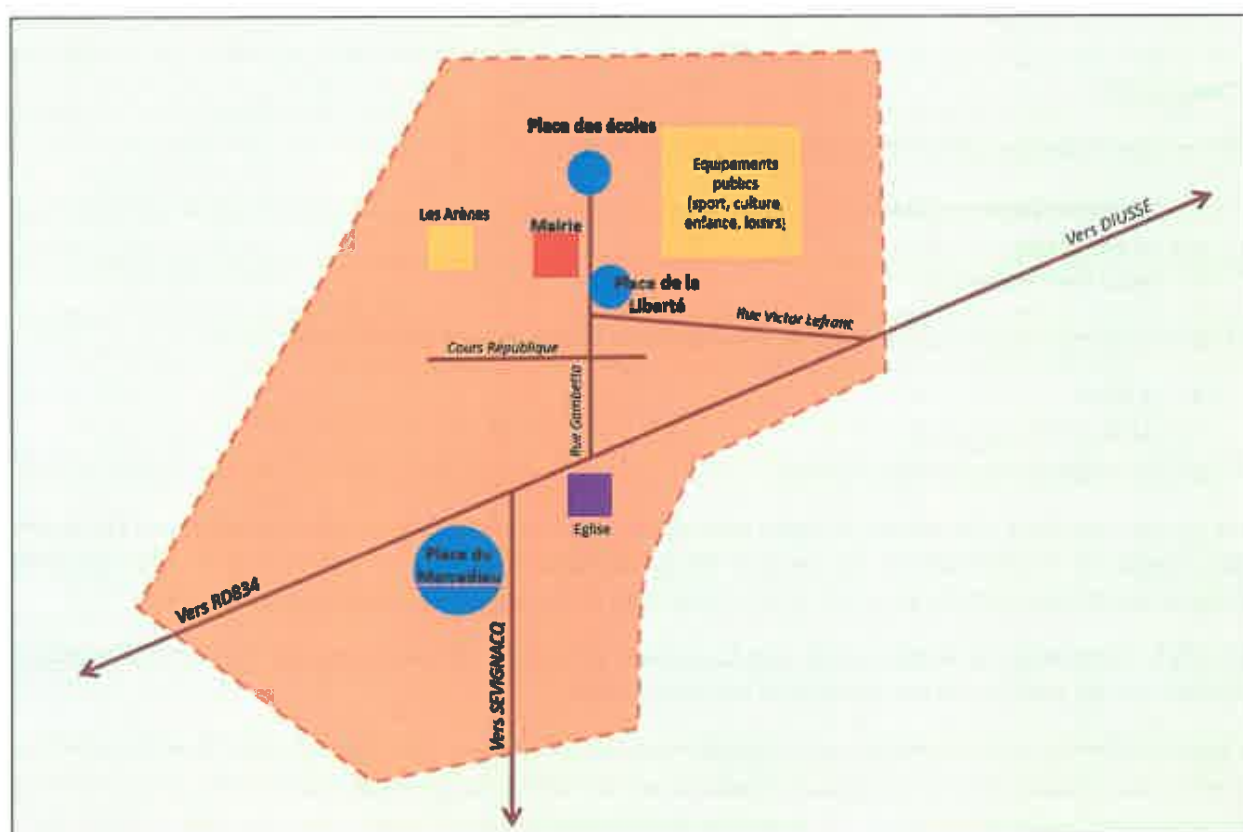 Place des écoles
Equipements
publics
(sport, culture,
enfance, loisirs)
Les Arènes
Mairie
Vers DIUSSE
Place de la
Liberté
Rue Victor Lefranc
Cours République
Rue Gambetta
Eglise
Place du
Marcadieu
Vers RD834
Vers SEVIGNACQ